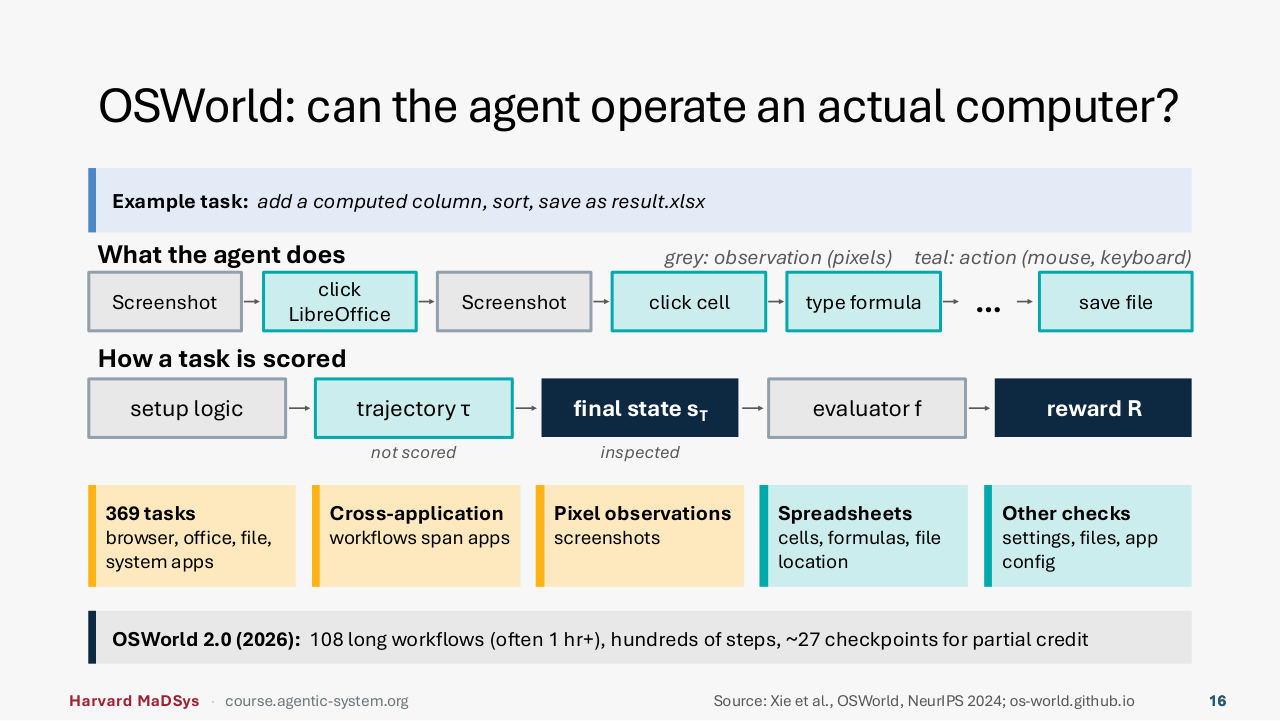 OSWorld: can the agent operate an actual computer?
Example task: add a computed column, sort, save as result.xlsx
What the agent does
grey: observation (pixels) teal: action (mouse, keyboard)
Screenshot
click
LibreOffice
Screenshot
click cell
type formula
...
save file
How a task is scored
setup logic
trajectory τ
not scored
final state s_T
inspected
evaluator f
reward R
369 tasks
browser, office, file,
system apps
Cross-application
workflows span apps
Pixel observations
screenshots
Spreadsheets
cells, formulas, file
location
Other checks
settings, files, app
config
OSWorld 2.0 (2026): 108 long workflows (often 1 hr+), hundreds of steps, ~27 checkpoints for partial credit
Harvard MaDSys · course.agentic-system.org
Source: Xie et al., OSWorld, NeurIPS 2024; os-world.github.io
16